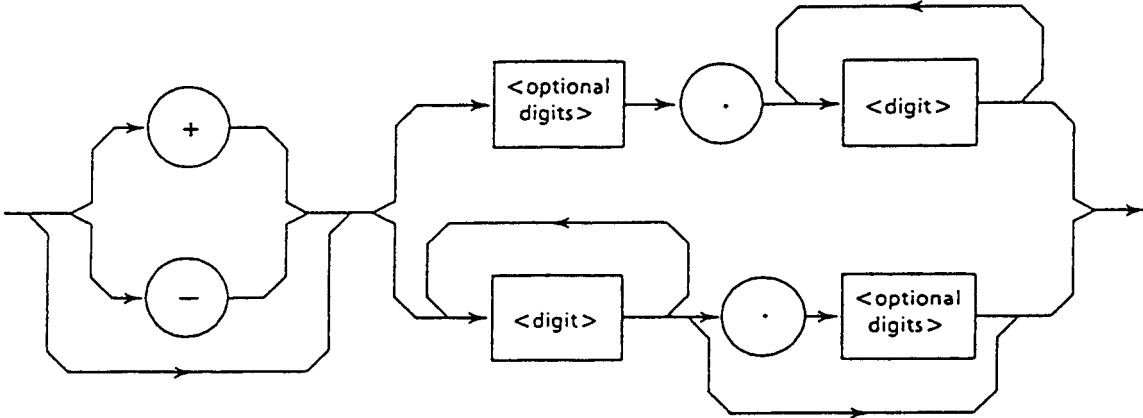 +
<optional
digits>
.
<digit>
−
<digit>
.
<optional
digits>